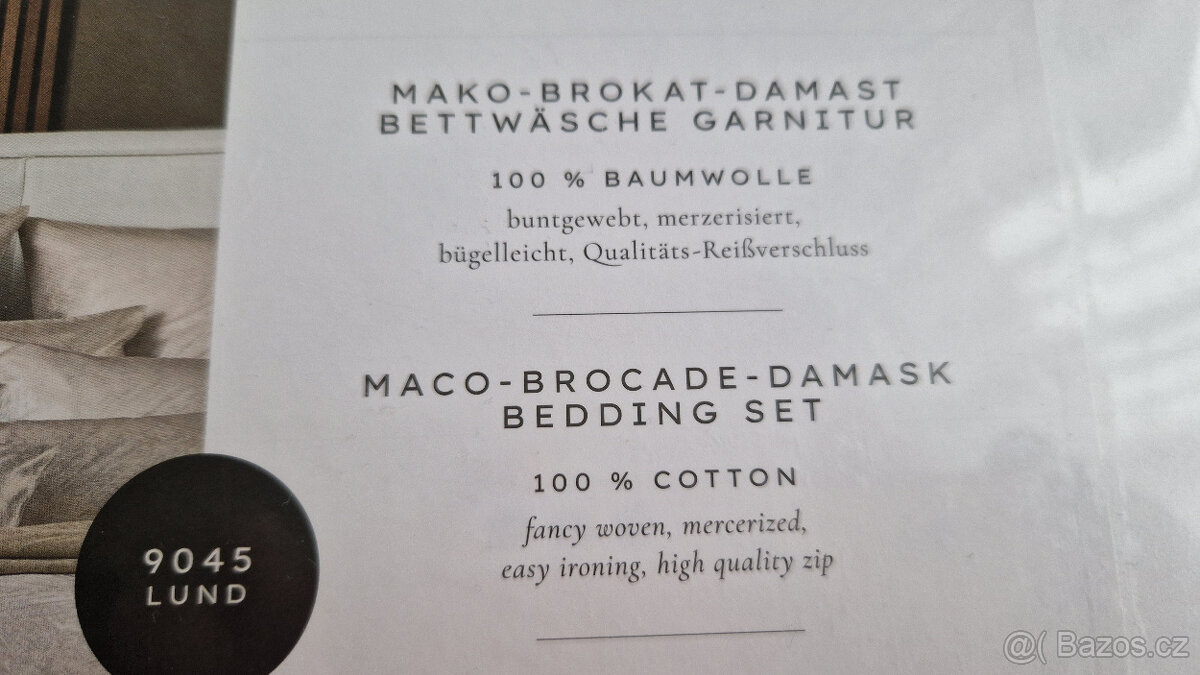 MAKO-BROKAT-DAMAST
BETTWÄSCHE GARNITUR
100 % BAUMWOLLE
buntgewebt, merzerisiert,
bügelleicht, Qualitäts-Reißverschluss
MACO-BROCADE-DAMASK
BEDDING SET
100 % COTTON
fancy woven, mercerized,
easy ironing, high quality zip
9045
LUND
@( Bazos.cz